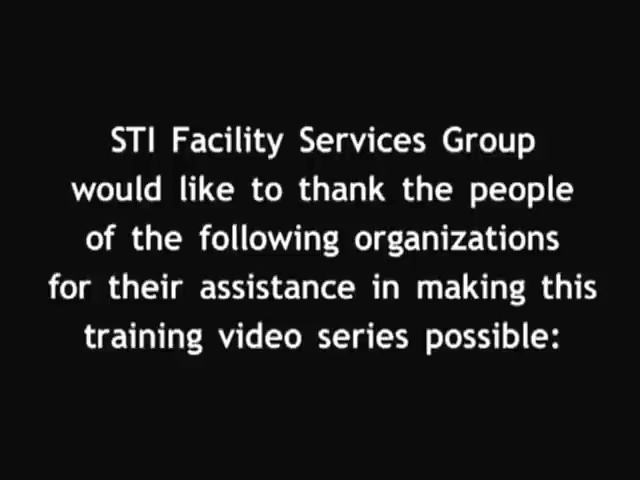 STI Facility Services Group
would like to thank the people
of the following organizations
for their assistance in making this
training video series possible: